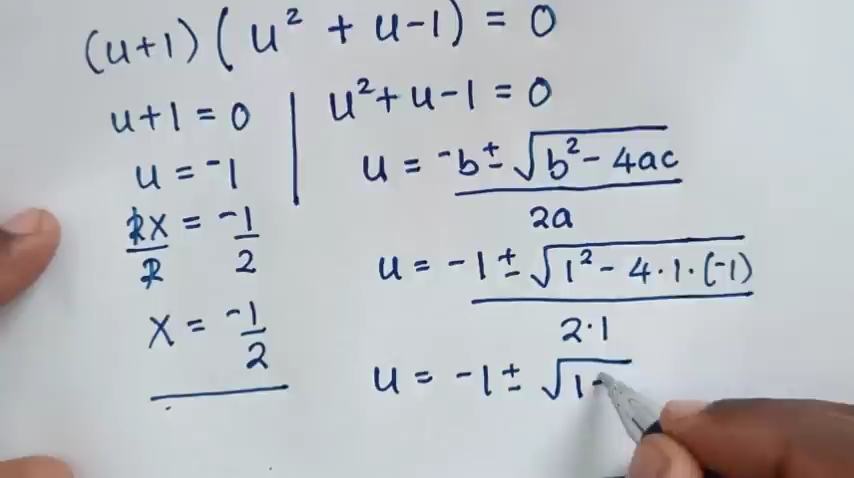 (u+1)(u² + u-1) = 0
u+1 = 0
u = -1
2x/2 = -1/2
x = -1/2
u²+u-1=0
u = -b ± √(b² - 4ac) / 2a
u = -1 ± √(1² - 4·1·(-1)) / 2·1
u = -1 ± √1-